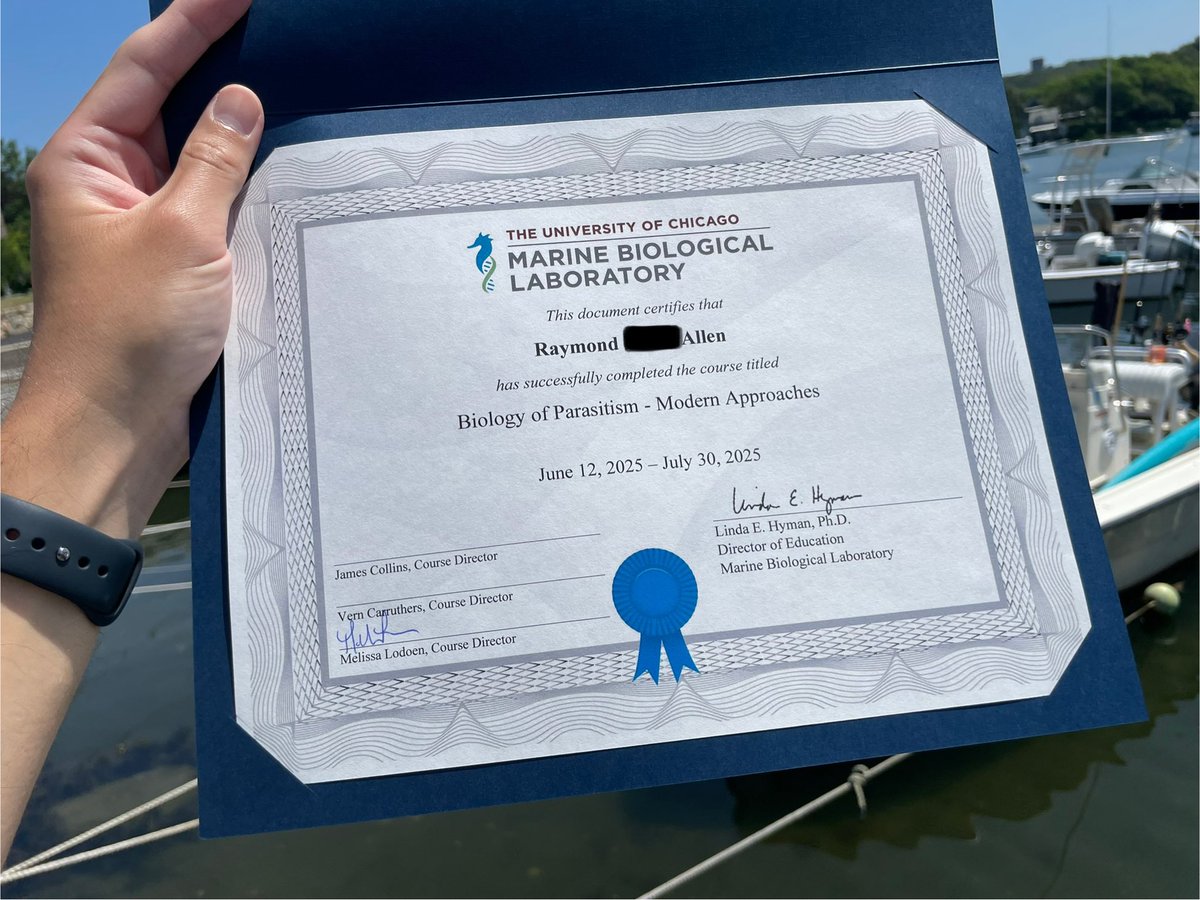 THE UNIVERSITY OF CHICAGO
MARINE BIOLOGICAL
LABORATORY
This document certifies that
Raymond Allen
has successfully completed the course titled
Biology of Parasitism - Modern Approaches
June 12, 2025 – July 30, 2025
Linda E. Hyman
Linda E. Hyman, Ph.D.
Director of Education
Marine Biological Laboratory
James Collins, Course Director
Vern Carruthers, Course Director
Melissa Lodoen, Course Director